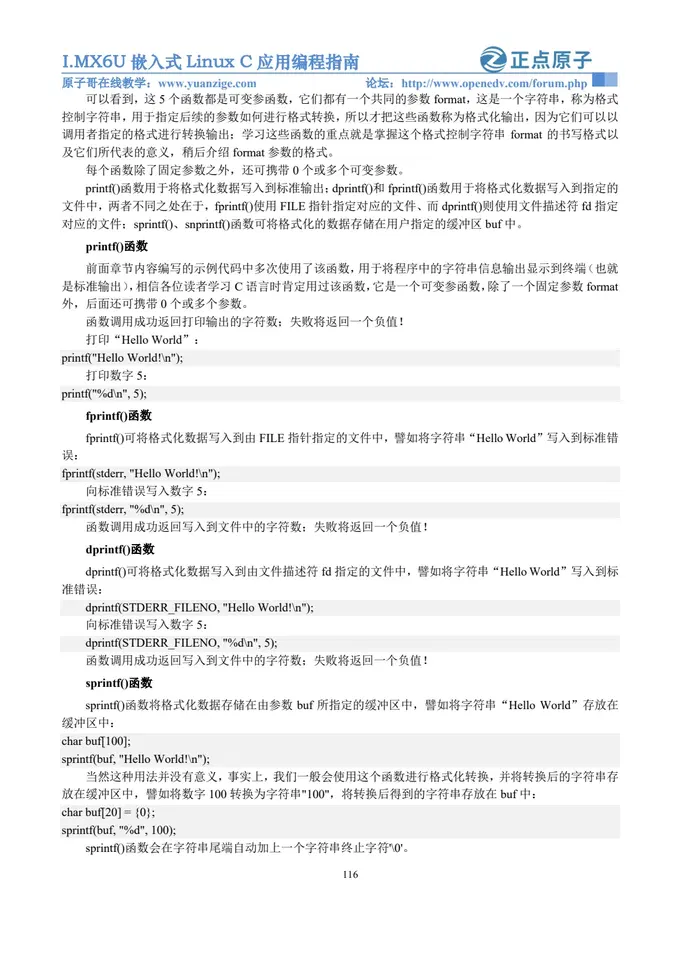 I.MX6U 嵌入式 Linux C 应用编程指南
正点原子
原子哥在线教学：www.yuanzige.com 论坛：http://www.openedv.com/forum.php
可以看到，这 5 个函数都是可变参函数，它们都有一个共同的参数 format，这是一个字符串，称为格式
控制字符串，用于指定后续的参数如何进行格式转换，所以才把这些函数称为格式化输出，因为它们可以以
调用者指定的格式进行转换输出；学习这些函数的重点就是掌握这个格式控制字符串 format 的书写格式以
及它们所代表的意义，稍后介绍 format 参数的格式。
每个函数除了固定参数之外，还可携带 0 个或多个可变参数。
printf()函数用于将格式化数据写入到标准输出；dprintf()和 fprintf()函数用于将格式化数据写入到指定的
文件中，两者不同之处在于，fprintf()使用 FILE 指针指定对应的文件、而 dprintf()则使用文件描述符 fd 指定
对应的文件；sprintf()、snprintf()函数可将格式化的数据存储在用户指定的缓冲区 buf 中。
printf()函数
前面章节内容编写的示例代码中多次使用了该函数，用于将程序中的字符串信息输出显示到终端（也就
是标准输出），相信各位读者学习 C 语言时肯定用过该函数，它是一个可变参函数，除了一个固定参数 format
外，后面还可携带 0 个或多个参数。
函数调用成功返回打印输出的字符数；失败将返回一个负值！
打印“Hello World”：
printf("Hello World!\n");
打印数字 5：
printf("%d\n", 5);
fprintf()函数
fprintf()可将格式化数据写入到由 FILE 指针指定的文件中，譬如将字符串“Hello World”写入到标准错
误：
fprintf(stderr, "Hello World!\n");
向标准错误写入数字 5：
fprintf(stderr, "%d\n", 5);
函数调用成功返回写入到文件中的字符数；失败将返回一个负值！
dprintf()函数
dprintf()可将格式化数据写入到由文件描述符 fd 指定的文件中，譬如将字符串“Hello World”写入到标
准错误：
dprintf(STDERR_FILENO, "Hello World!\n");
向标准错误写入数字 5：
dprintf(STDERR_FILENO, "%d\n", 5);
函数调用成功返回写入到文件中的字符数；失败将返回一个负值！
sprintf()函数
sprintf()函数将格式化数据存储在由参数 buf 所指定的缓冲区中，譬如将字符串“Hello World”存放在
缓冲区中：
char buf[100];
sprintf(buf, "Hello World!\n");
当然这种用法并没有意义，事实上，我们一般会使用这个函数进行格式化转换，并将转换后的字符串存
放在缓冲区中，譬如将数字 100 转换为字符串"100"，将转换后得到的字符串存放在 buf 中：
char buf[20] = {0};
sprintf(buf, "%d", 100);
sprintf()函数会在字符串尾端自动加上一个字符串终止字符'\0'。
116